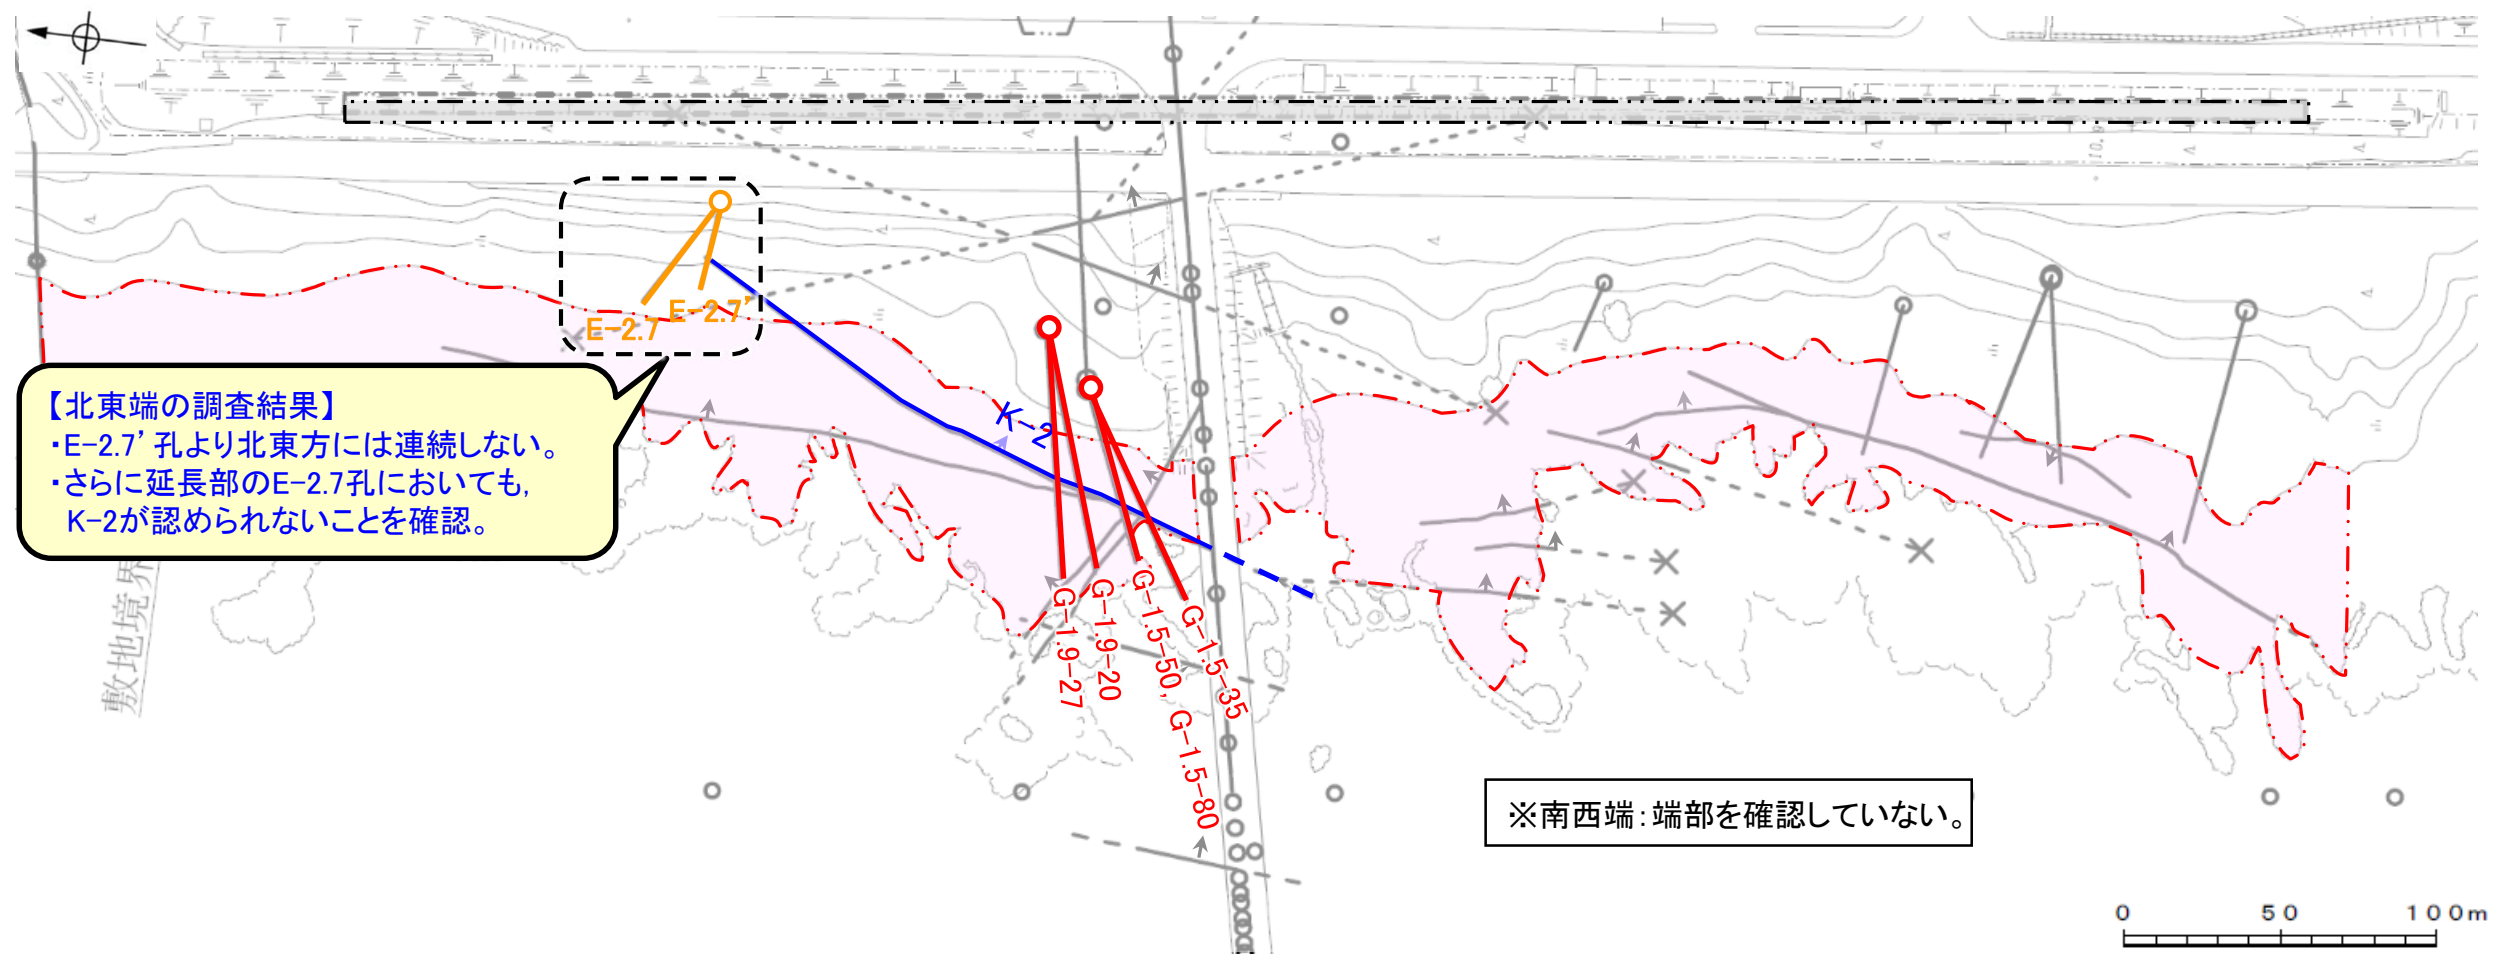 10.0
E-2.7
E-2.7’
K-2
【北東端の調査結果】
・E-2.7’孔より北東方には連続しない。
・さらに延長部のE-2.7孔においても,
K-2が認められないことを確認。
敷地境界
G-1.9-27
G-1.9-20
G-1.5-50, G-1.5-80
G-1.5-35
※南西端：端部を確認していない。
0 50 100m